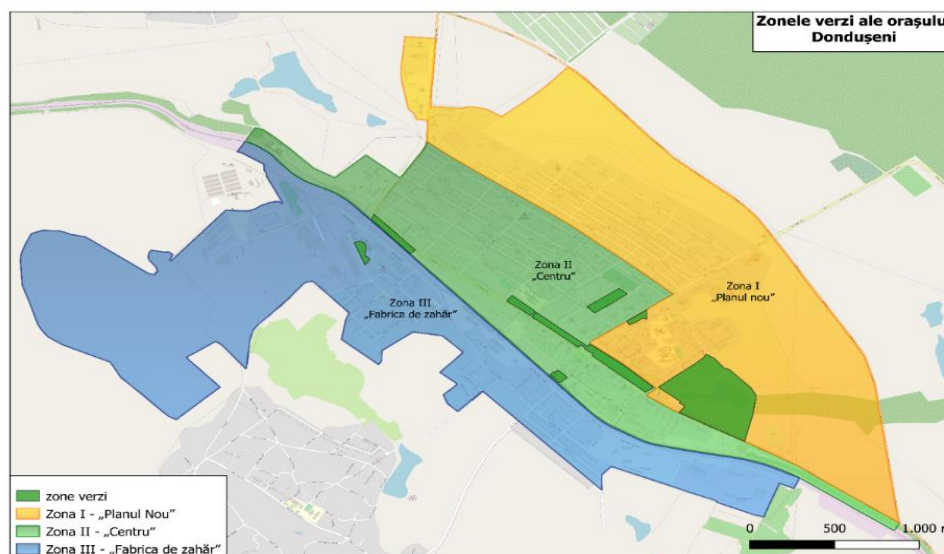 Zonele verzi ale orașului
Dondușeni
Zona II
„Centru”
Zona I
„Planul nou”
Zona III
„Fabrica de zahăr”
zone verzi
Zona I - „Planul Nou”
Zona II - „Centru”
Zona III - „Fabrica de zahăr”
0 500 1.000 m